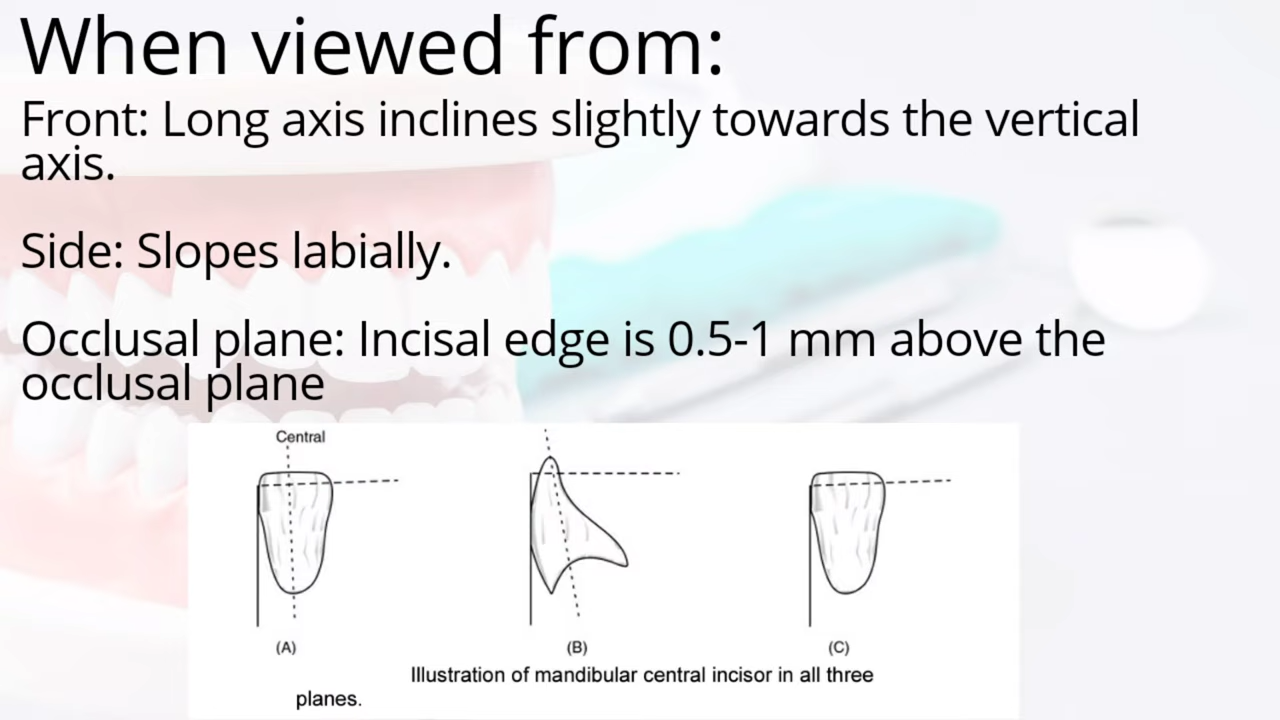 When viewed from:
Front: Long axis inclines slightly towards the vertical
axis.
Side: Slopes labially.
Occlusal plane: Incisal edge is 0.5-1 mm above the
occlusal plane
Central
(A)
(B)
(C)
Illustration of mandibular central incisor in all three
planes.